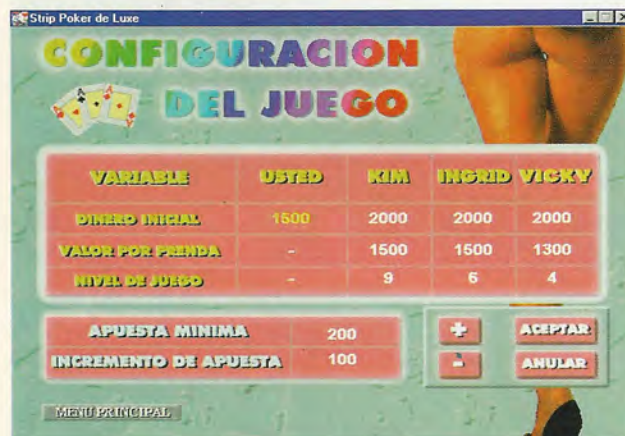 Strip Poker de Luxe
CONFIGURACION
DEL JUEGO
VARIABLE USTED KIM INGRID VICKY
DINERO INICIAL 1500 2000 2000 2000
VALOR POR PRENDA - 1500 1500 1300
NIVEL DE JUEGO - 9 6 4
APUESTA MINIMA 200
INCREMENTO DE APUESTA 100
+ ACEPTAR
- ANULAR
MENU PRINCIPAL